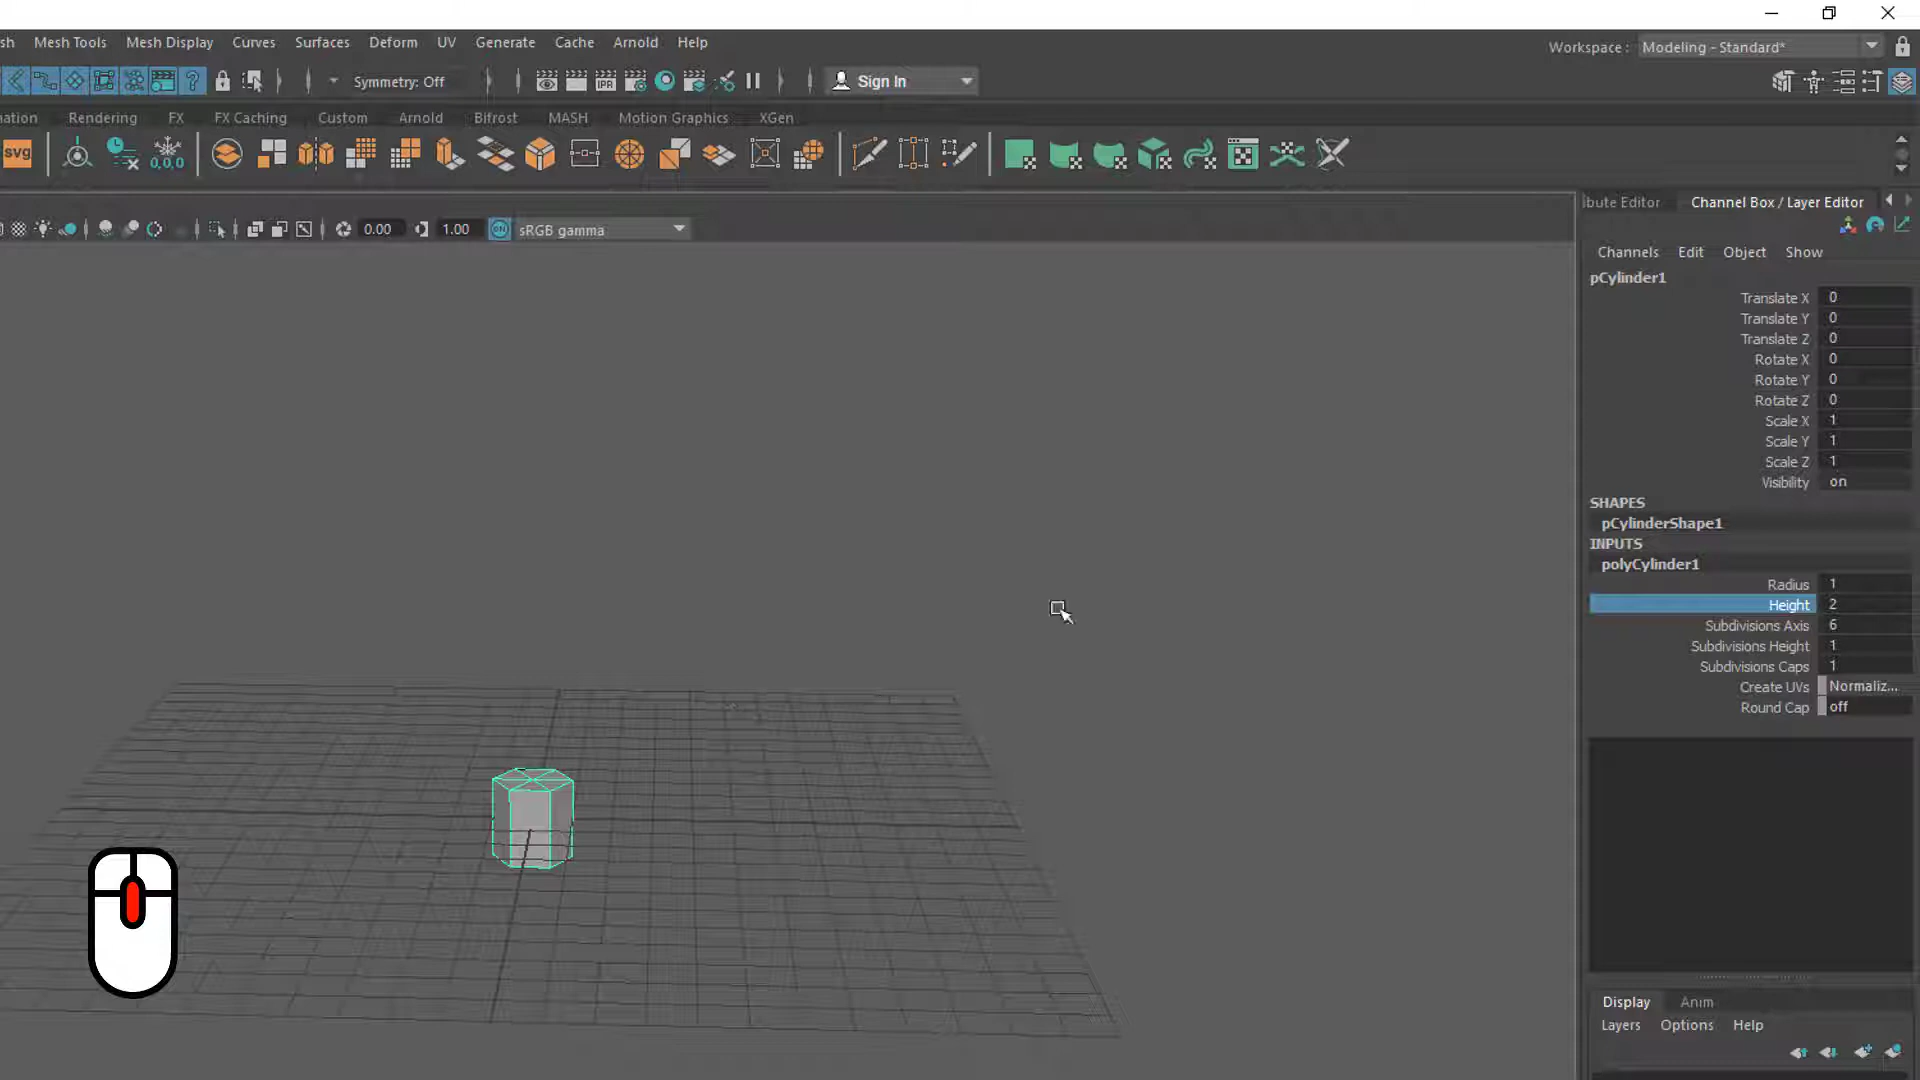 sh Mesh Tools Mesh Display Curves Surfaces Deform UV Generate Cache Arnold Help
Workspace : Modeling - Standard*
Symmetry: Off
IPR
Sign In
ation Rendering FX FX Caching Custom Arnold Bifrost MASH Motion Graphics XGen
svg
0,0,0
0.00
1.00
ON
sRGB gamma
ibute Editor Channel Box / Layer Editor
Channels Edit Object Show
pCylinder1
Translate X 0
Translate Y 0
Translate Z 0
Rotate X 0
Rotate Y 0
Rotate Z 0
Scale X 1
Scale Y 1
Scale Z 1
Visibility on
SHAPES
pCylinderShape1
INPUTS
polyCylinder1
Radius 1
Height 2
Subdivisions Axis 6
Subdivisions Height 1
Subdivisions Caps 1
Create UVs Normaliz...
Round Cap off
Display Anim
Layers Options Help